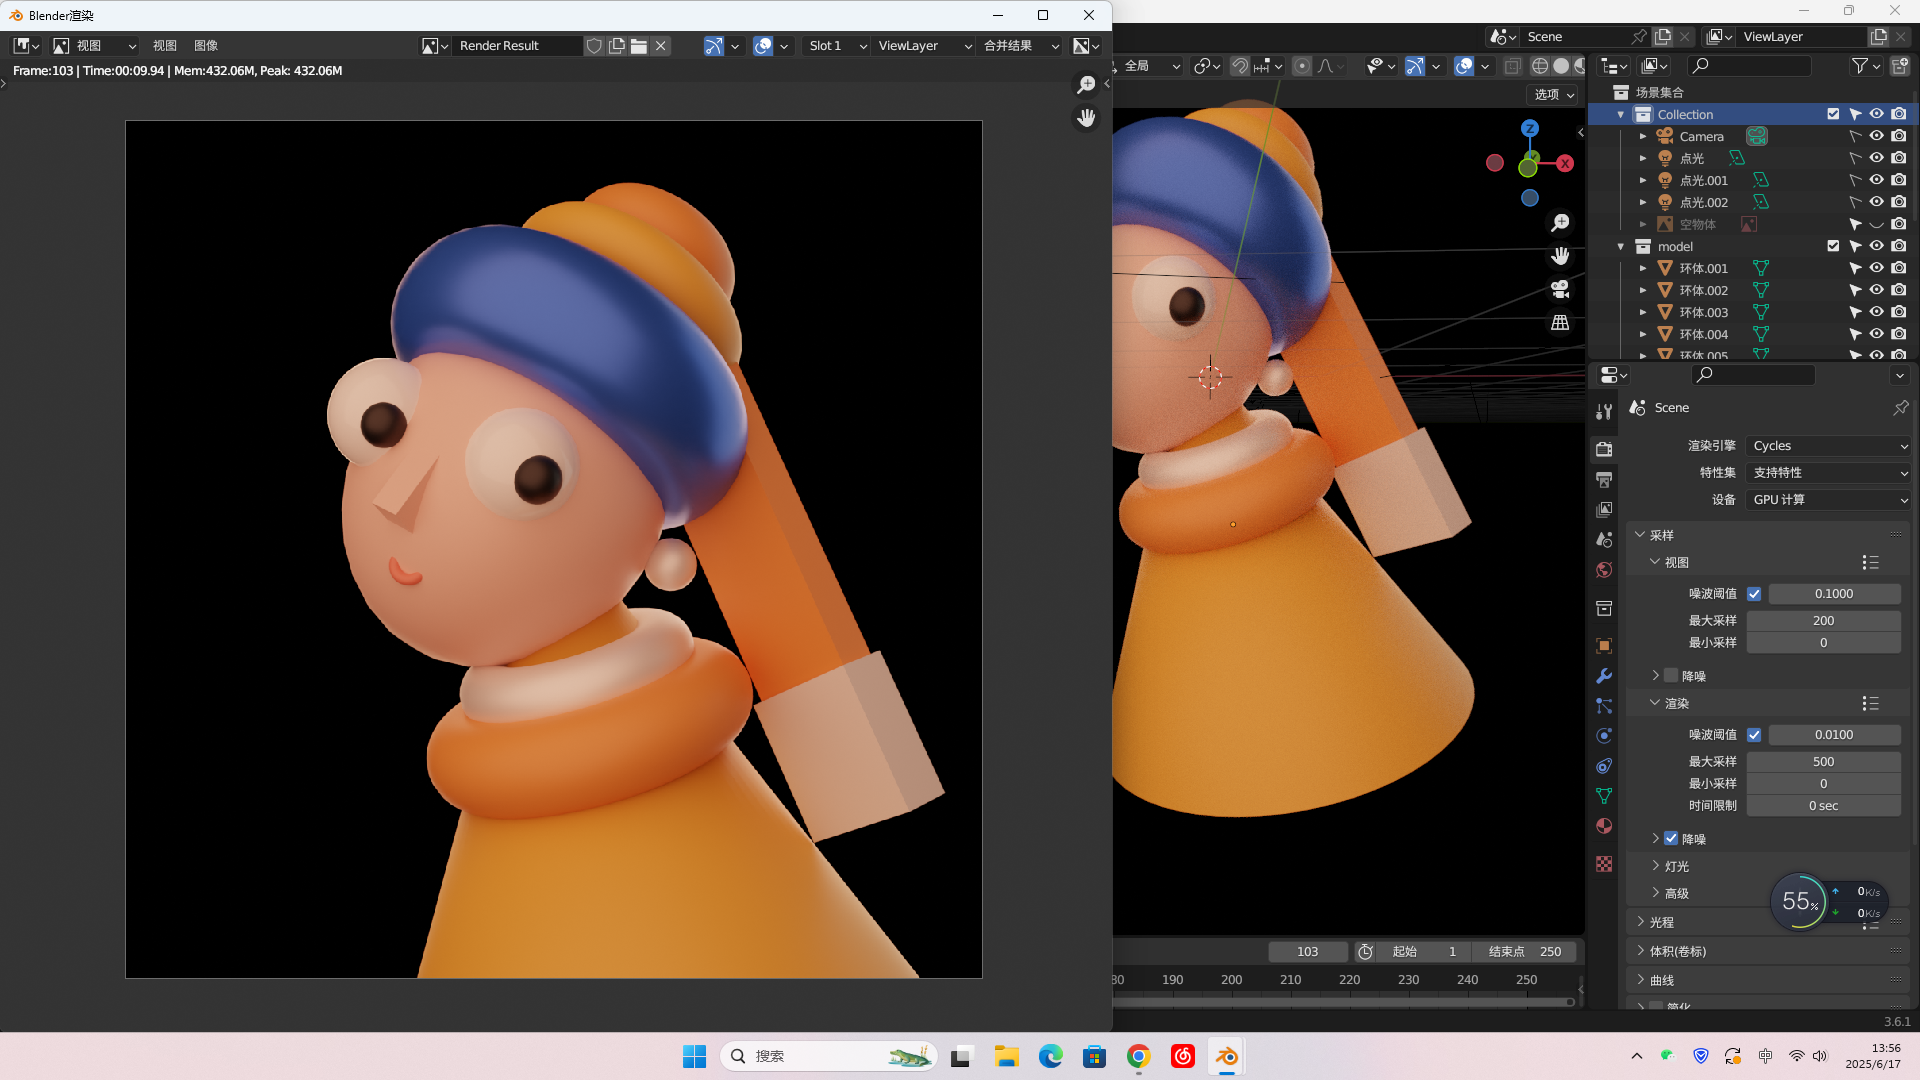 Blender渲染
视图
视图
图像
Render Result
Slot 1
ViewLayer
合并结果
Frame:103 | Time:00:09.94 | Mem:432.06M, Peak: 432.06M
Scene
ViewLayer
全局
选项
Z
X
场景集合
Collection
Camera
点光
点光.001
点光.002
空物体
model
环体.001
环体.002
环体.003
环体.004
环体.005
Scene
渲染引擎 Cycles
特性集 支持特性
设备 GPU 计算
采样
视图
噪波阈值 0.1000
最大采样 200
最小采样 0
降噪
渲染
噪波阈值 0.0100
最大采样 500
最小采样 0
时间限制 0 sec
降噪
灯光
高级
光程
体积(卷标)
曲线
简化
55%
0K/s
0K/s
103
起始 1
结束点 250
80 190 200 210 220 230 240 250
3.6.1
搜索
中
13:56
2025/6/17